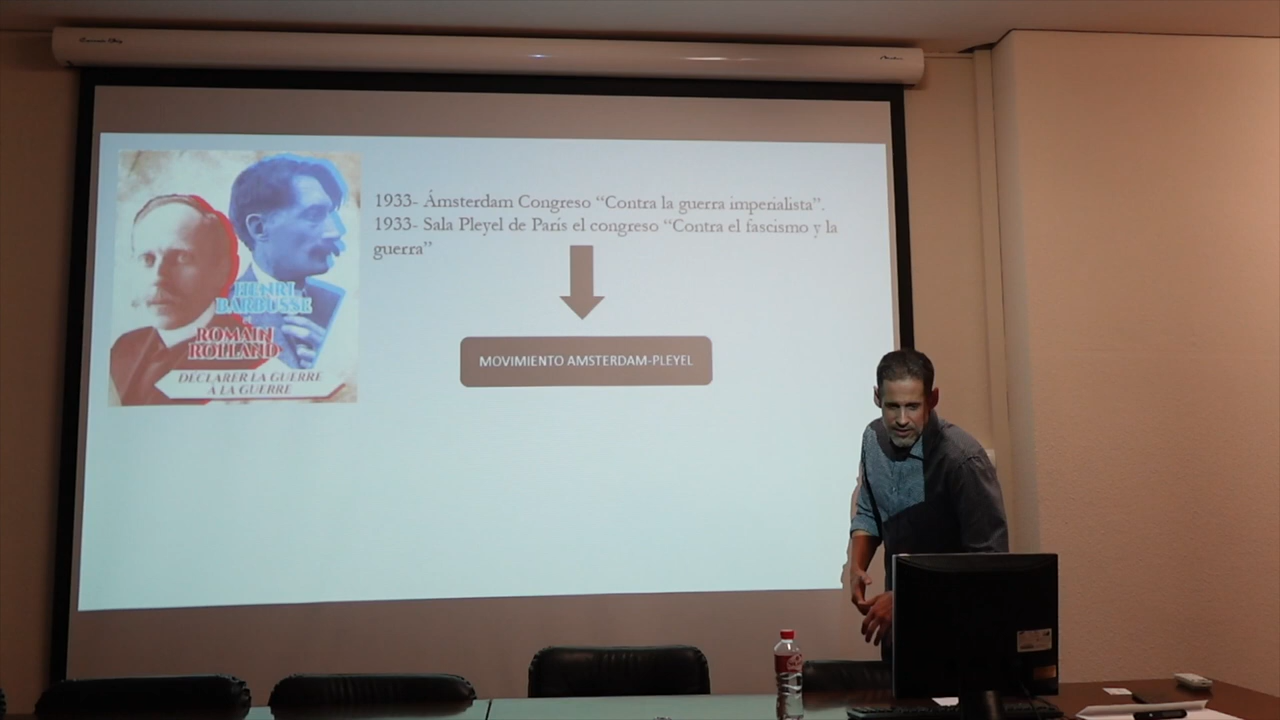 1933- Ámsterdam Congreso “Contra la guerra imperialista”.
1933- Sala Pleyel de París el congreso “Contra el fascismo y la
guerra”
MOVIMIENTO AMSTERDAM-PLEYEL
HENRI
BARBUSSE
ROMAIN
ROLLAND
DECLARER LA GUERRE
A LA GUERRE